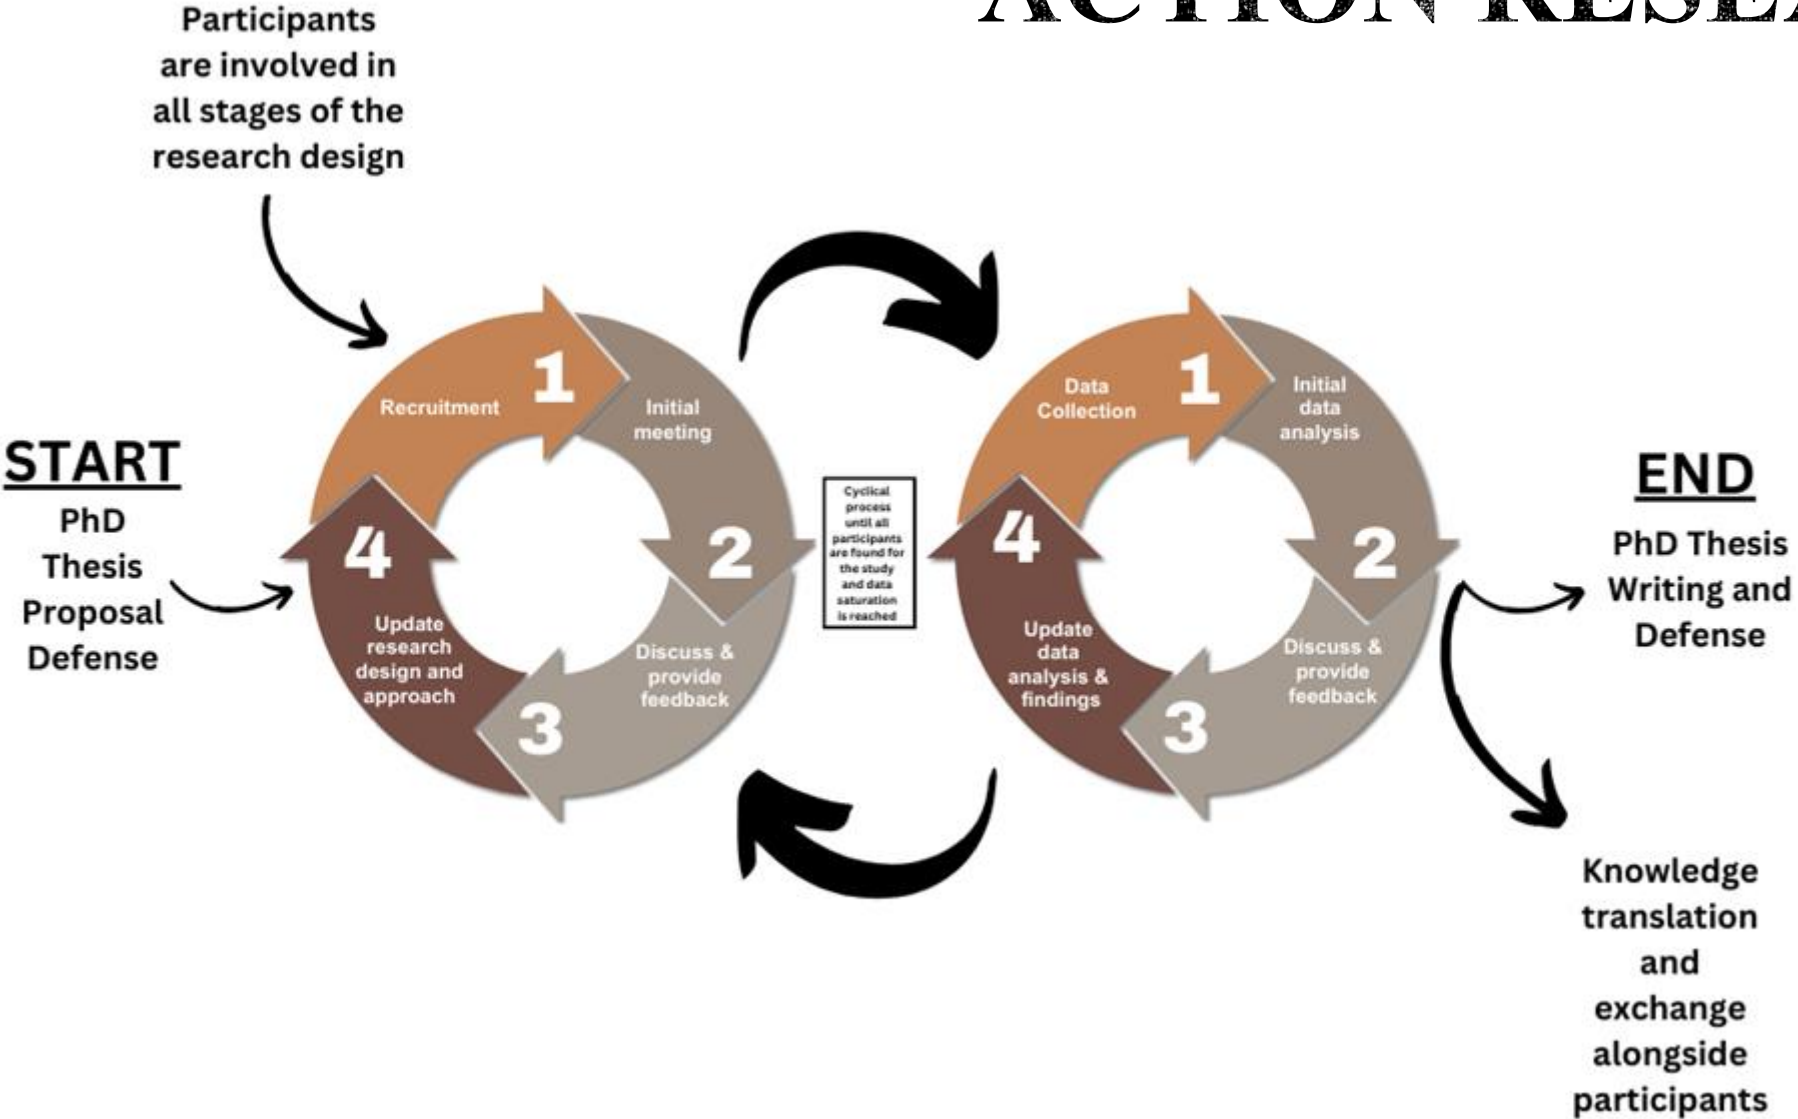 ACTION RESEA
Participants
are involved in
all stages of the
research design
START
PhD
Thesis
Proposal
Defense
1
Recruitment
Initial
meeting
2
Discuss &
provide
feedback
3
4
Update
research
design and
approach
Cyclical
process
until all
participants
are found for
the study
and data
saturation
is reached
1
Data
Collection
Initial
data
analysis
2
Discuss &
provide
feedback
3
4
Update
data
analysis &
findings
END
PhD Thesis
Writing and
Defense
Knowledge
translation
and
exchange
alongside
participants